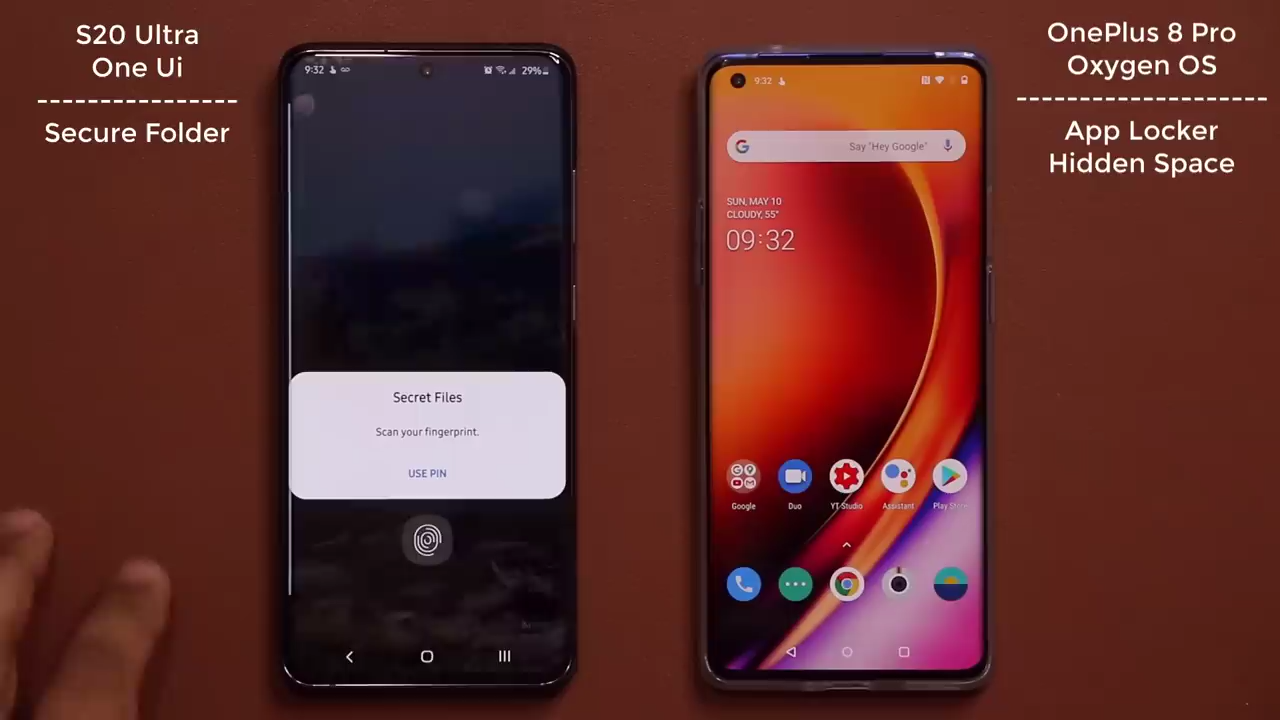 S20 Ultra
One Ui
Secure Folder
OnePlus 8 Pro
Oxygen OS
App Locker
Hidden Space
9:32
29%
Secret Files
Scan your fingerprint.
USE PIN
9:32
Say "Hey Google"
SUN, MAY 10
CLOUDY, 55°
09:32
Google
Duo
YT Studio
Assistant
Play Store